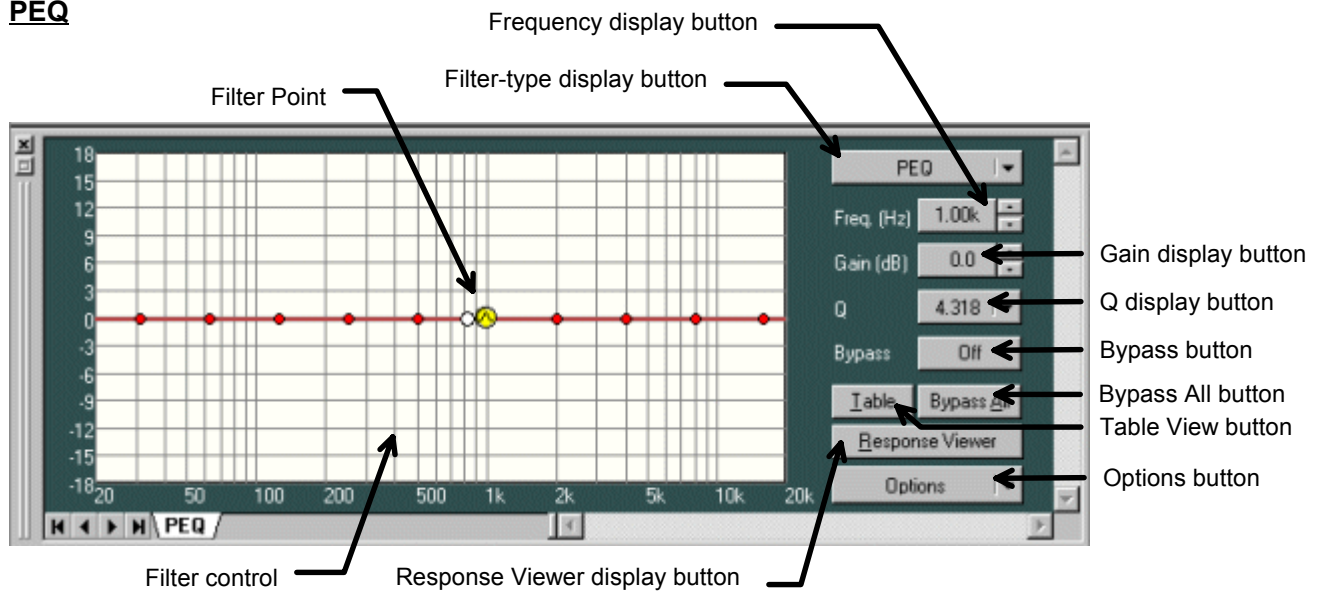 PEQ
Frequency display button
Filter-type display button
Filter Point
18
15
12
9
6
3
0
-3
-6
-9
-12
-15
-18
20 50 100 200 500 1k 2k 5k 10k 20k
PEQ
Freq. (Hz) 1.00k
Gain (dB) 0.0
Q 4.318
Bypass Off
Table Bypass All
Response Viewer
Options
PEQ
Gain display button
Q display button
Bypass button
Bypass All button
Table View button
Options button
Filter control
Response Viewer display button